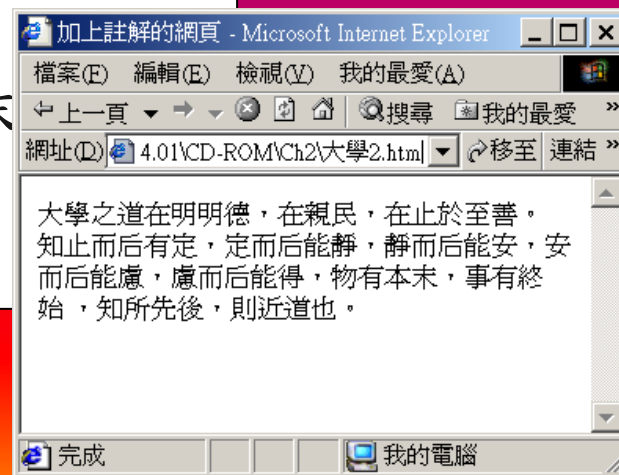 加上註解的網頁 - Microsoft Internet Explorer
檔案(F) 編輯(E) 檢視(V) 我的最愛(A)
上一頁 搜尋 我的最愛 »
網址(D) 4.01\CD-ROM\Ch2\大學2.html 移至 連結 »
大學之道在明明德，在親民，在止於至善。
知止而后有定，定而后能靜，靜而后能安，安
而后能慮，慮而后能得，物有本末，事有終
始 ，知所先後，則近道也。
完成 我的電腦